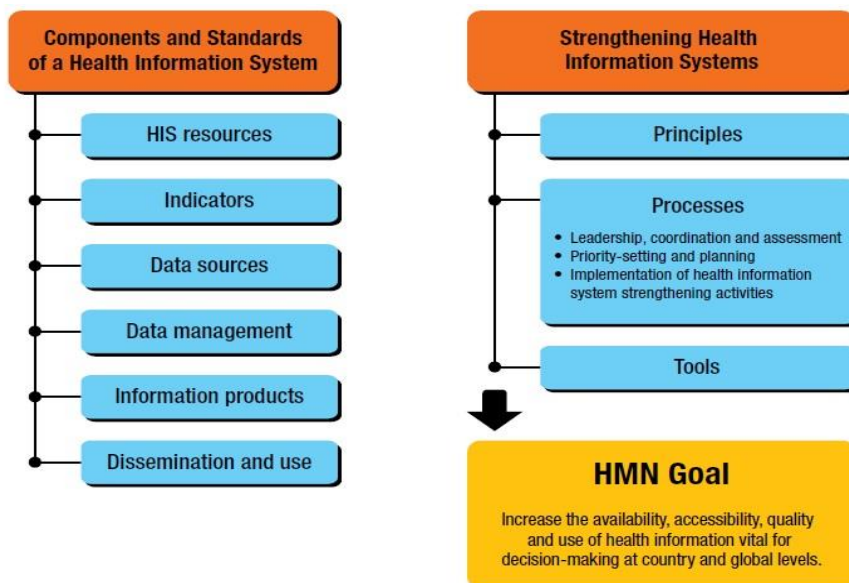 Components and Standards
of a Health Information System
HIS resources
Indicators
Data sources
Data management
Information products
Dissemination and use
Strengthening Health
Information Systems
Principles
Processes
• Leadership, coordination and assessment
• Priority-setting and planning
• Implementation of health information
system strengthening activities
Tools
HMN Goal
Increase the availability, accessibility, quality
and use of health information vital for
decision-making at country and global levels.